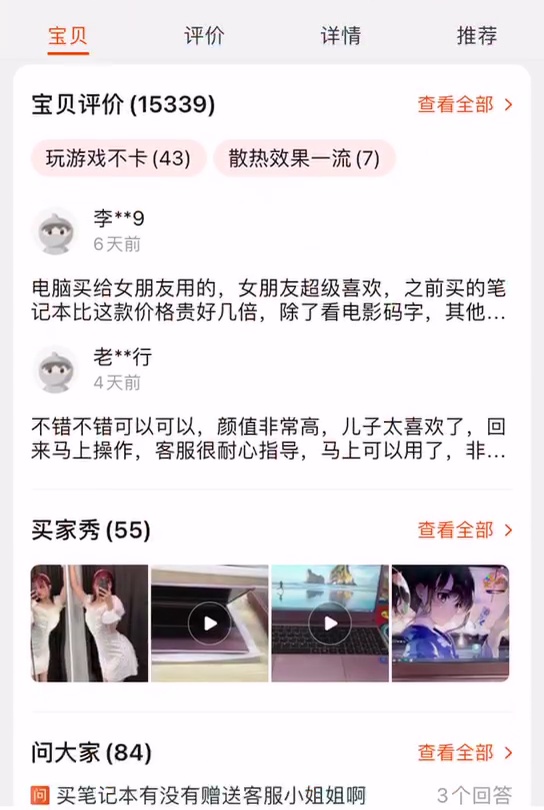 宝贝 评价 详情 推荐
宝贝评价(15339) 查看全部
玩游戏不卡(43) 散热效果一流(7)
李**9
6天前
电脑买给女朋友用的，女朋友超级喜欢，之前买的笔
记本比这款价格贵好几倍，除了看电影码字，其他...
老**行
4天前
不错不错可以可以，颜值非常高，儿子太喜欢了，回
来马上操作，客服很耐心指导，马上可以用了，非...
买家秀(55) 查看全部
问大家(84) 查看全部
问 买笔记本有没有赠送客服小姐姐啊 3个回答